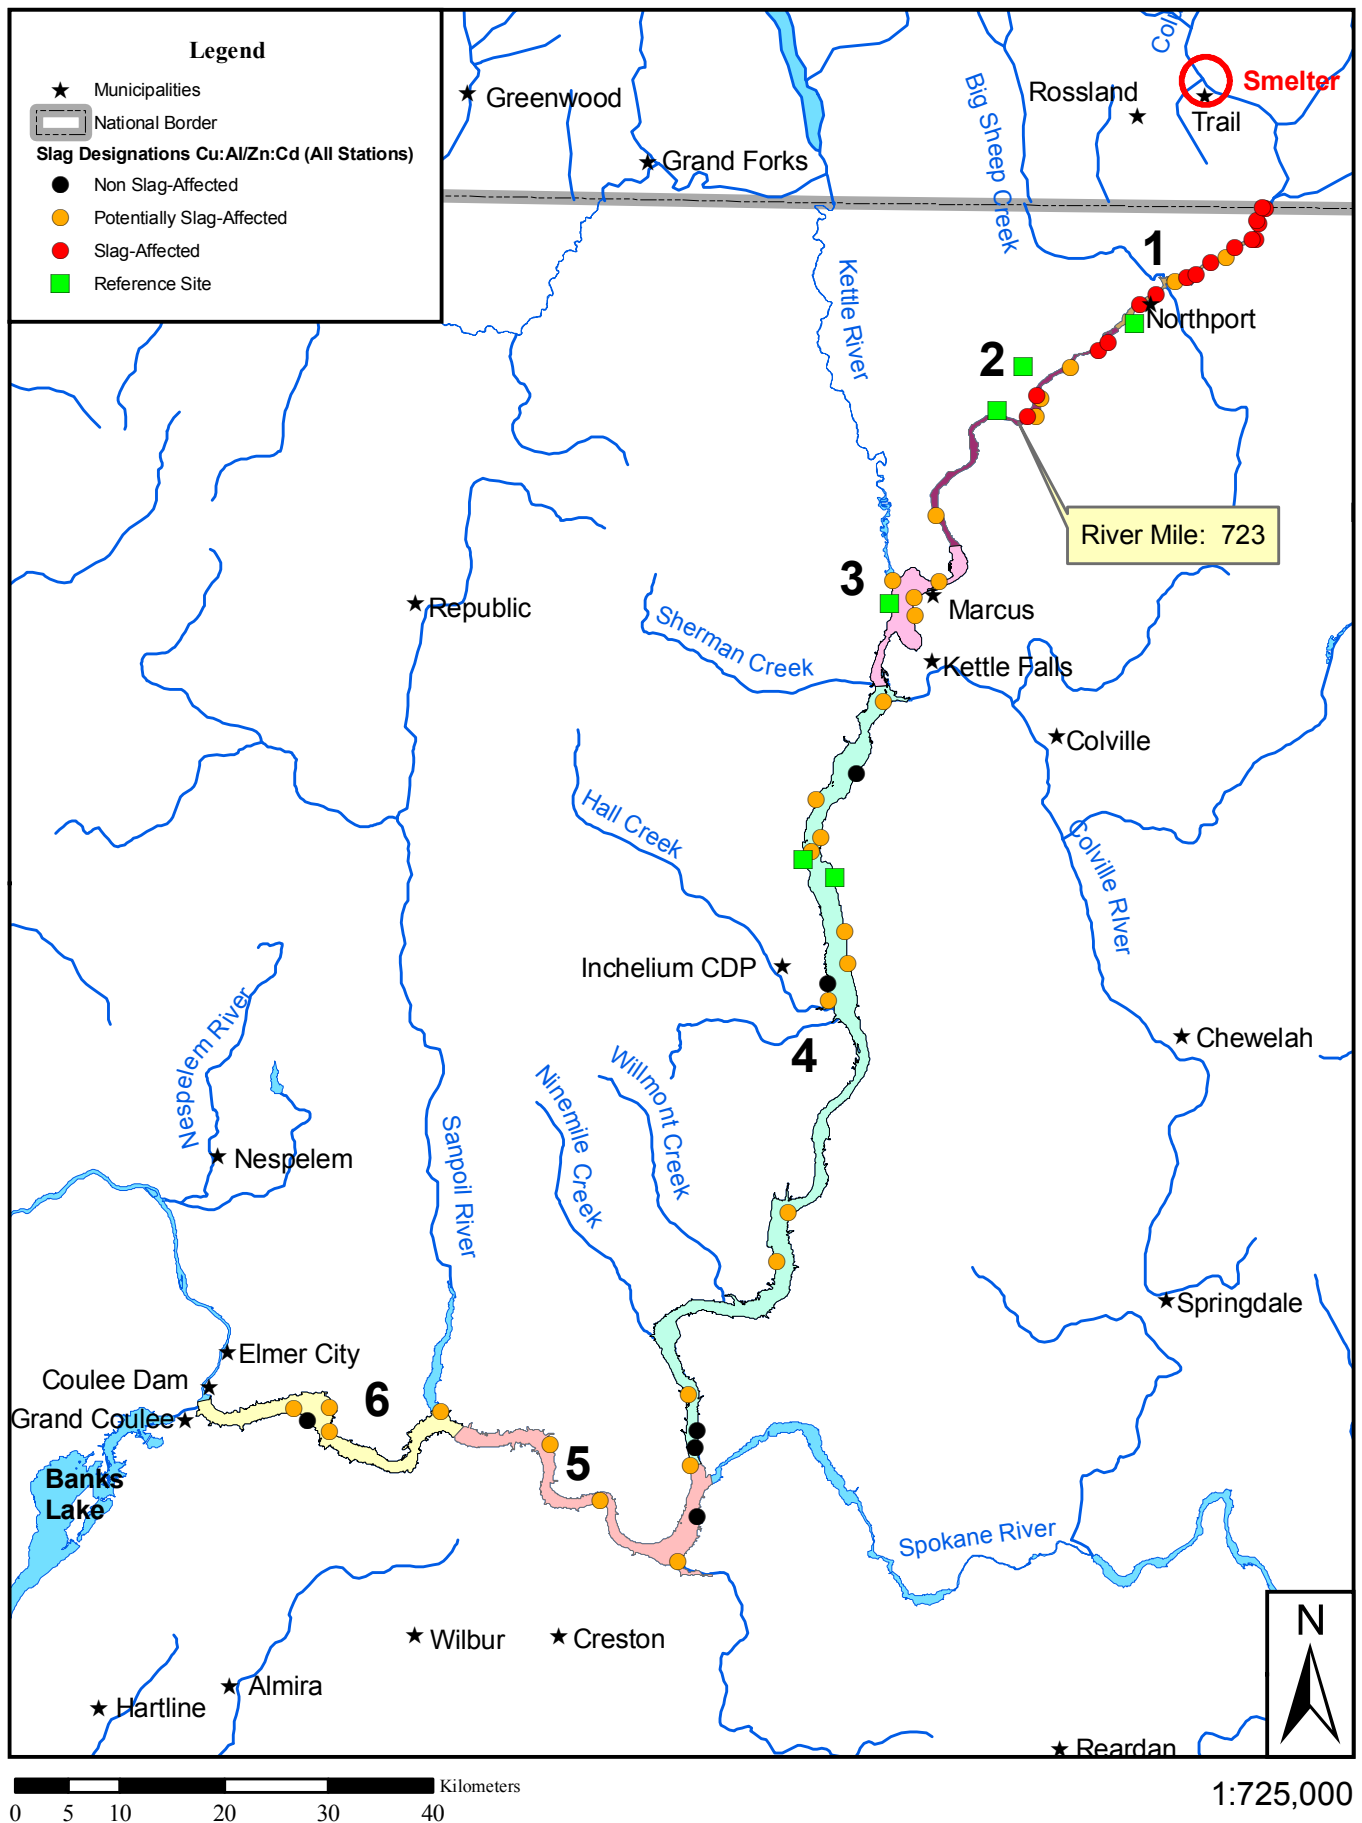 Legend
Municipalities
National Border
Slag Designations Cu:Al/Zn:Cd (All Stations)
Non Slag-Affected
Potentially Slag-Affected
Slag-Affected
Reference Site
Greenwood
Grand Forks
Big Sheep Creek
Rossland
Smelter
Trail
1
Northport
Kettle River
2
River Mile: 723
3
Marcus
Republic
Sherman Creek
Kettle Falls
Colville
Hall Creek
Colville RIver
Inchelium CDP
Chewelah
4
Nespelem River
Willmont Creek
Ninemile Creek
Sanpoil River
Nespelem
Springdale
Elmer City
Coulee Dam
6
Grand Coulee
5
Banks
Lake
Spokane River
Wilbur
Creston
N
Almira
Hartline
Reardan
Kilometers
0 5 10 20 30 40
1:725,000